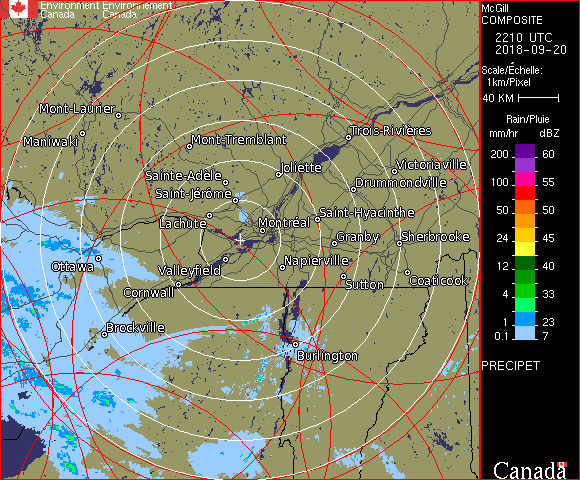 Environment Environnement
Canada Canada
McGill
COMPOSITE
2210 UTC
2018-09-20
Scale/Échelle:
1km/Pixel
40 KM
Rain/Pluie
mm/hr dBZ
200 60
100 55
50 50
24 45
12 40
8 33
4 28
1 23
0.1 7
PRECIPET
Canada
Mont-Laurier
Maniwaki
Mont-Tremblant
Trois-Rivières
Joliette
Victoriaville
Sainte-Adèle
Drummondville
Saint-Jérôme
Saint-Hyacinthe
Lachute
Montréal
Granby
Sherbrooke
Ottawa
Valleyfield
Napierville
Cornwall
Sutton
Coaticook
Brockville
Burlington